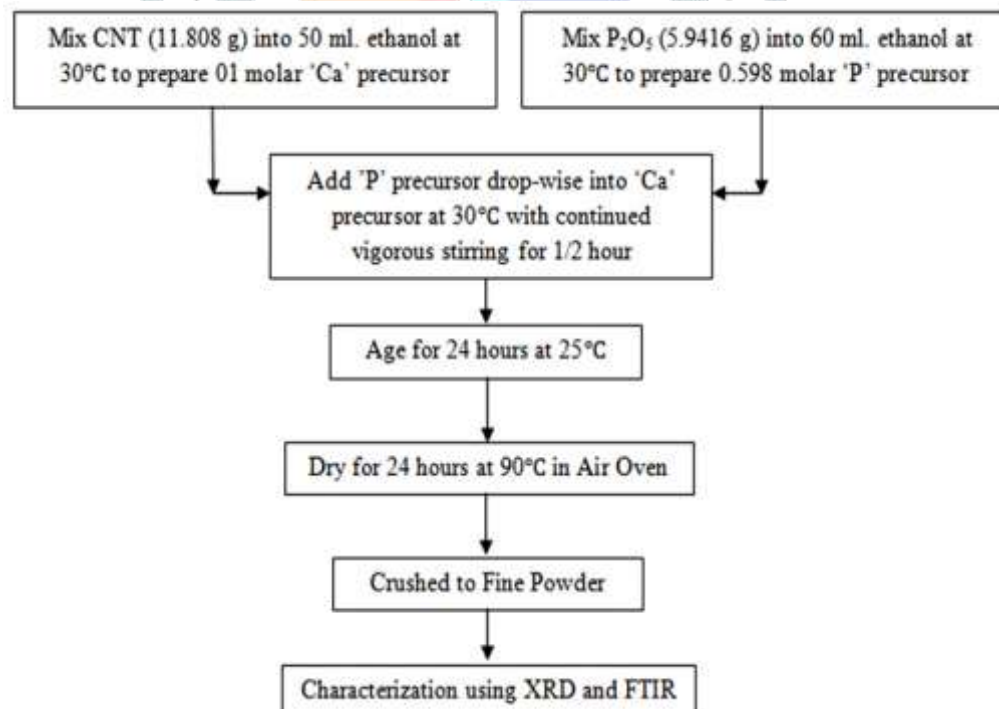 Mix CNT (11.808 g) into 50 ml. ethanol at
30°C to prepare 01 molar ‘Ca’ precursor
Mix P₂O₅ (5.9416 g) into 60 ml. ethanol at
30°C to prepare 0.598 molar ‘P’ precursor
Add ‘P’ precursor drop-wise into ‘Ca’
precursor at 30°C with continued
vigorous stirring for 1/2 hour
Age for 24 hours at 25°C
Dry for 24 hours at 90°C in Air Oven
Crushed to Fine Powder
Characterization using XRD and FTIR